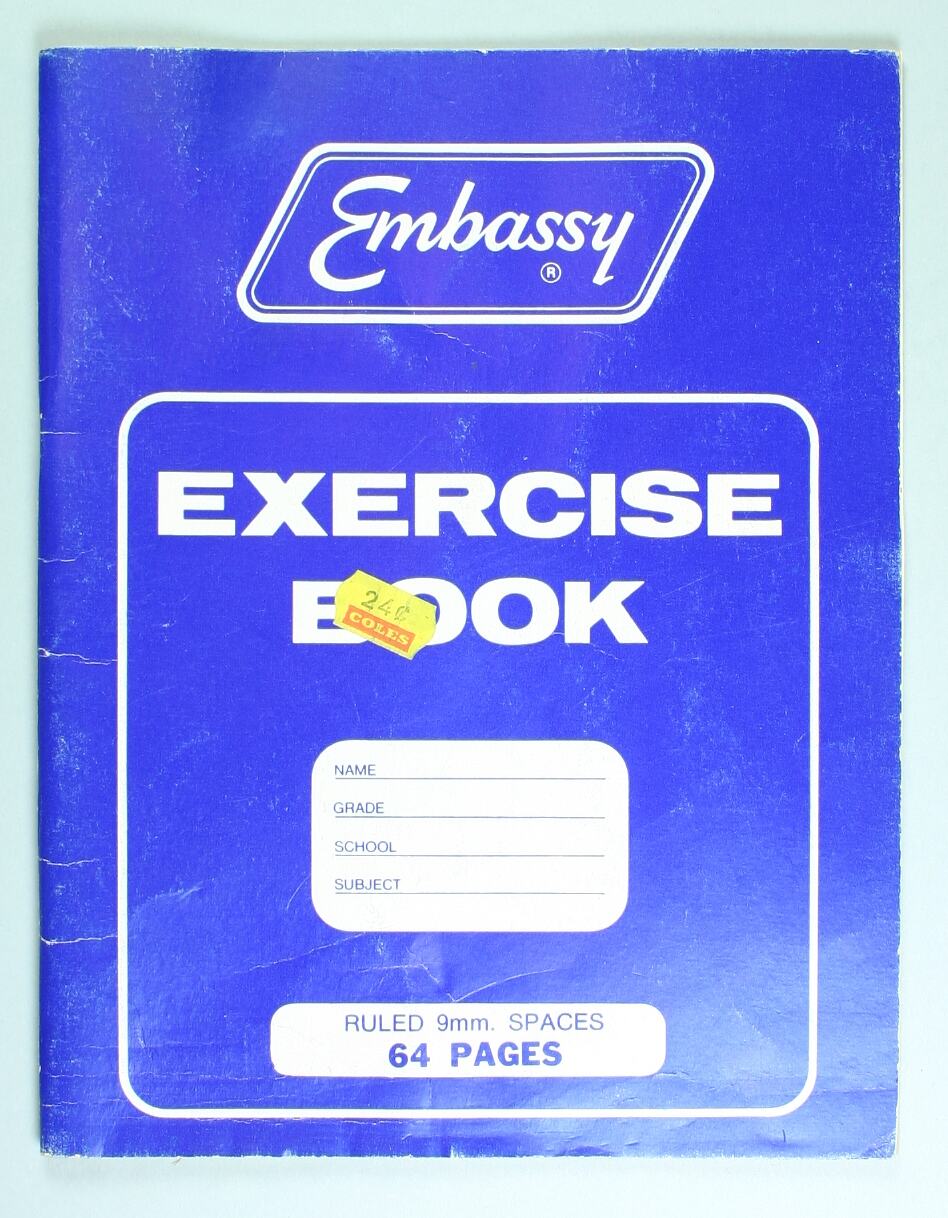 Embassy
®
EXERCISE
BOOK
24¢
COLES
NAME
GRADE
SCHOOL
SUBJECT
RULED 9mm. SPACES
64 PAGES